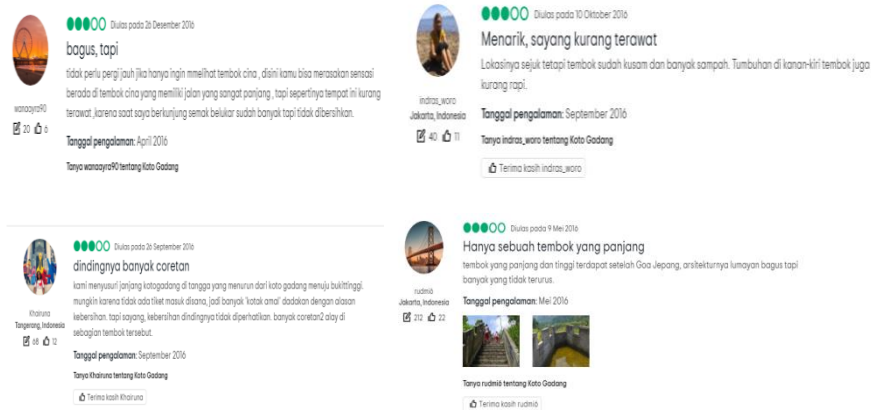 Diulas pada 26 Desember 2016
bagus, tapi
tidak perlu pergi jauh jika hanya ingin mmelihat tembok cina , disini kamu bisa merasakan sensasi
berada di tembok cina yang memiliki jalan yang sangat panjang , tapi sepertinya tempat ini kurang
terawat ,karena saat saya berkunjung semak belukar sudah banyak tapi tidak dibersihkan.
wanaayra90
20 6
Tanggal pengalaman: April 2016
Tanya wanaayra90 tentang Koto Gadang
Diulas pada 10 Oktober 2016
Menarik, sayang kurang terawat
Lokasinya sejuk tetapi tembok sudah kusam dan banyak sampah. Tumbuhan di kanan-kiri tembok juga
kurang rapi.
indras_woro
Jakarta, Indonesia
40 11
Tanggal pengalaman: September 2016
Tanya indras_woro tentang Koto Gadang
Terima kasih indras_woro
Diulas pada 26 September 2016
dindingnya banyak coretan
kami menyusuri janjang kotogadang di tangga yang menurun dari koto gadang menuju bukittinggi.
mungkin karena tidak ada tiket masuk disana, jadi banyak 'kotak amal' dadakan dengan alasan
kebersihan. tapi sayang, kebersihan dindingnya tidak diperhatikan. banyak coretan2 alay di
sebagian tembok tersebut.
Khairuna
Tangerang, Indonesia
68 12
Tanggal pengalaman: September 2016
Tanya Khairuna tentang Koto Gadang
Terima kasih Khairuna
Diulas pada 9 Mei 2016
Hanya sebuah tembok yang panjang
tembok yang panjang dan tinggi terdapat setelah Goa Jepang, arsitekturnya lumayan bagus tapi
banyak yang tidak terurus.
rudmiö
Jakarta, Indonesia
212 22
Tanggal pengalaman: Mei 2016
Tanya rudmiö tentang Koto Gadang
Terima kasih rudmiö